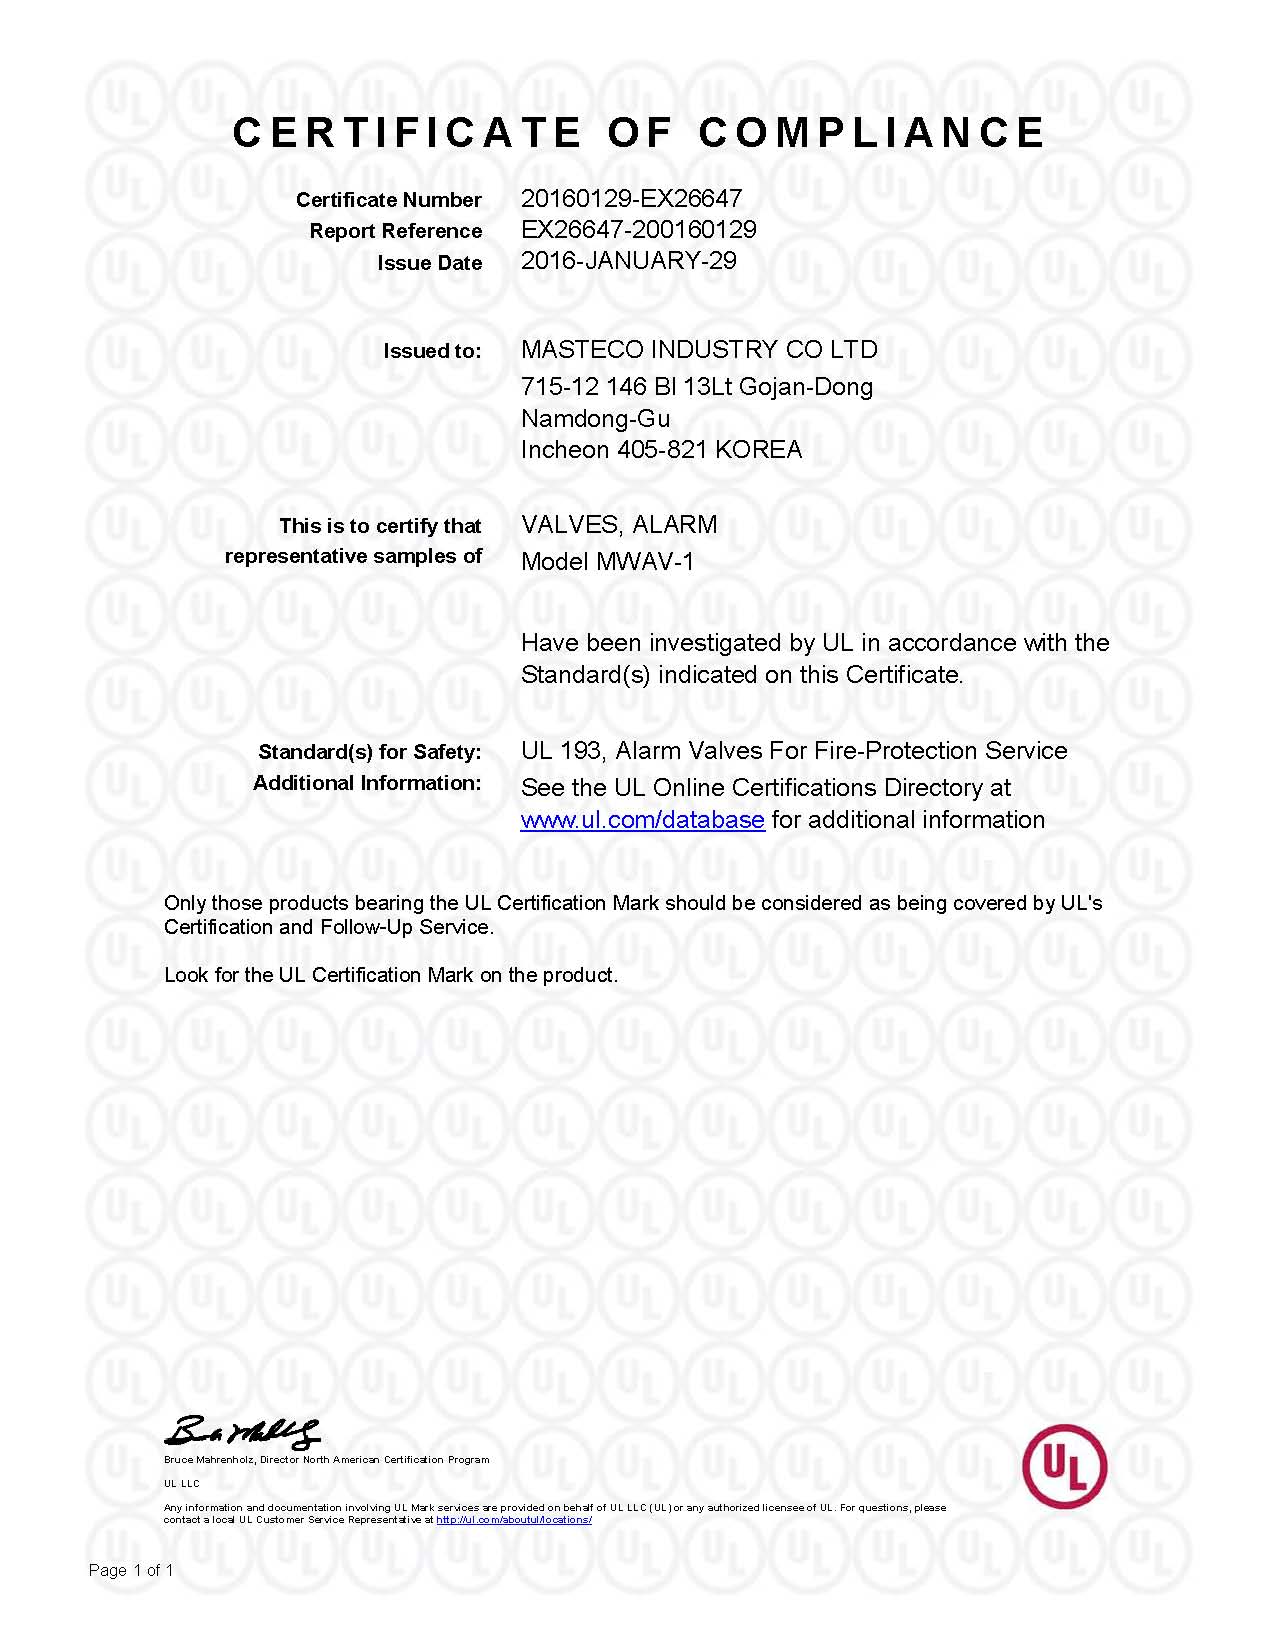 CERTIFICATE OF COMPLIANCE
Certificate Number 20160129-EX26647
Report Reference EX26647-200160129
Issue Date 2016-JANUARY-29
Issued to: MASTECO INDUSTRY CO LTD
715-12 146 Bl 13Lt Gojan-Dong
Namdong-Gu
Incheon 405-821 KOREA
This is to certify that VALVES, ALARM
representative samples of Model MWAV-1
Have been investigated by UL in accordance with the
Standard(s) indicated on this Certificate.
Standard(s) for Safety: UL 193, Alarm Valves For Fire-Protection Service
Additional Information: See the UL Online Certifications Directory at
www.ul.com/database for additional information
Only those products bearing the UL Certification Mark should be considered as being covered by UL's
Certification and Follow-Up Service.
Look for the UL Certification Mark on the product.
Bruce Mahrenholz, Director North American Certification Program
UL LLC
Any information and documentation involving UL Mark services are provided on behalf of UL LLC (UL) or any authorized licensee of UL. For questions, please
contact a local UL Customer Service Representative at http://ul.com/aboutul/locations/
UL
Page 1 of 1